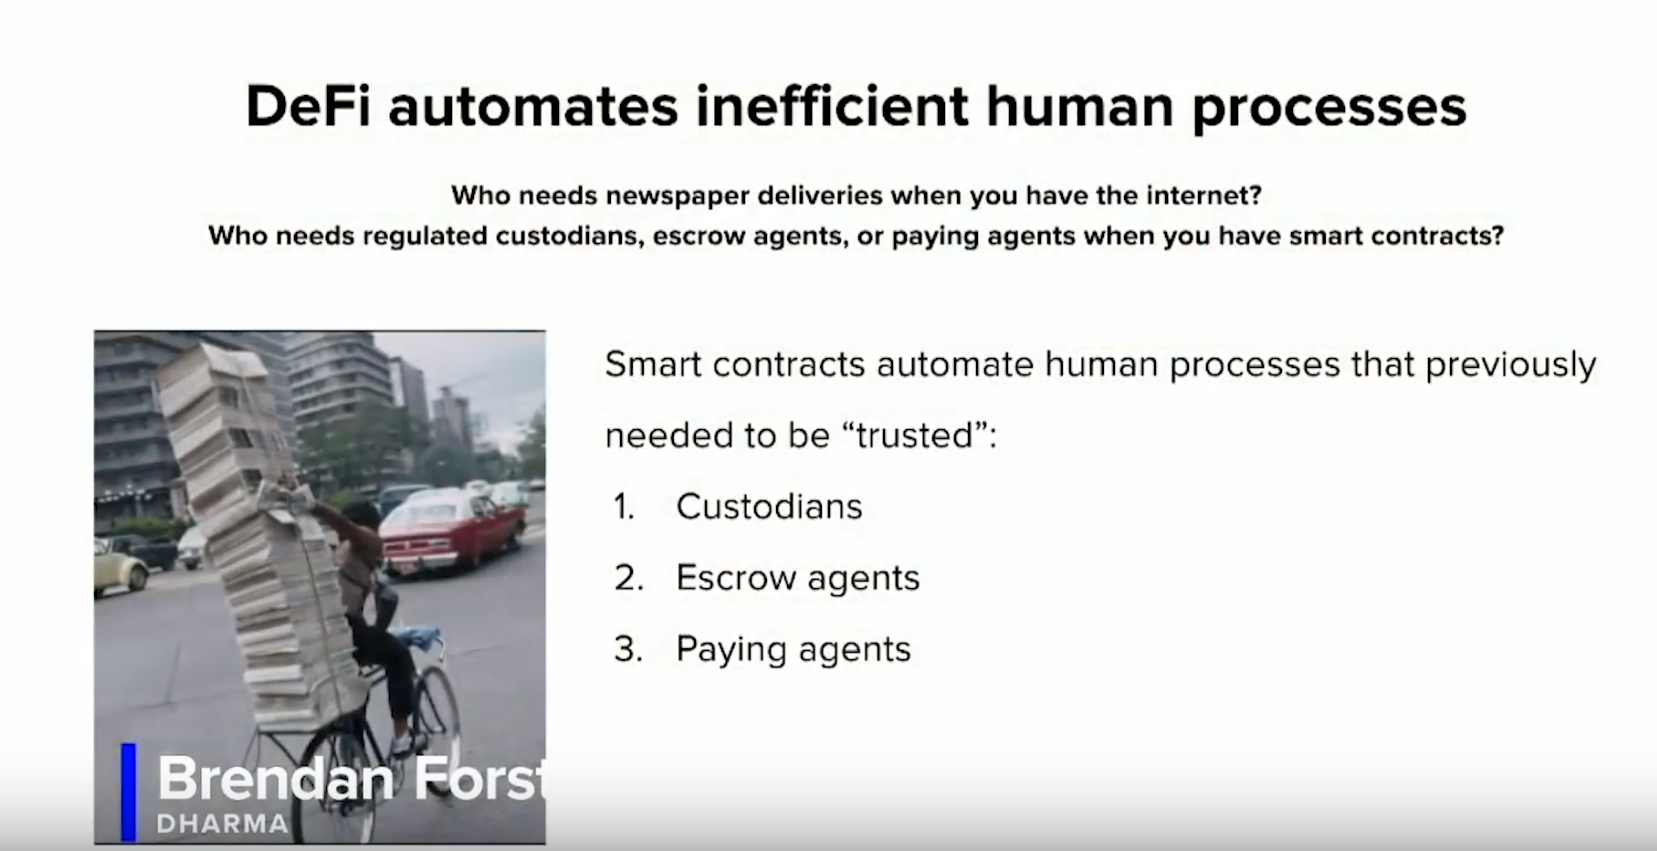 DeFi automates inefficient human processes
Who needs newspaper deliveries when you have the internet?
Who needs regulated custodians, escrow agents, or paying agents when you have smart contracts?
Smart contracts automate human processes that previously
needed to be “trusted”:
1. Custodians
2. Escrow agents
3. Paying agents
Brendan Forst
DHARMA